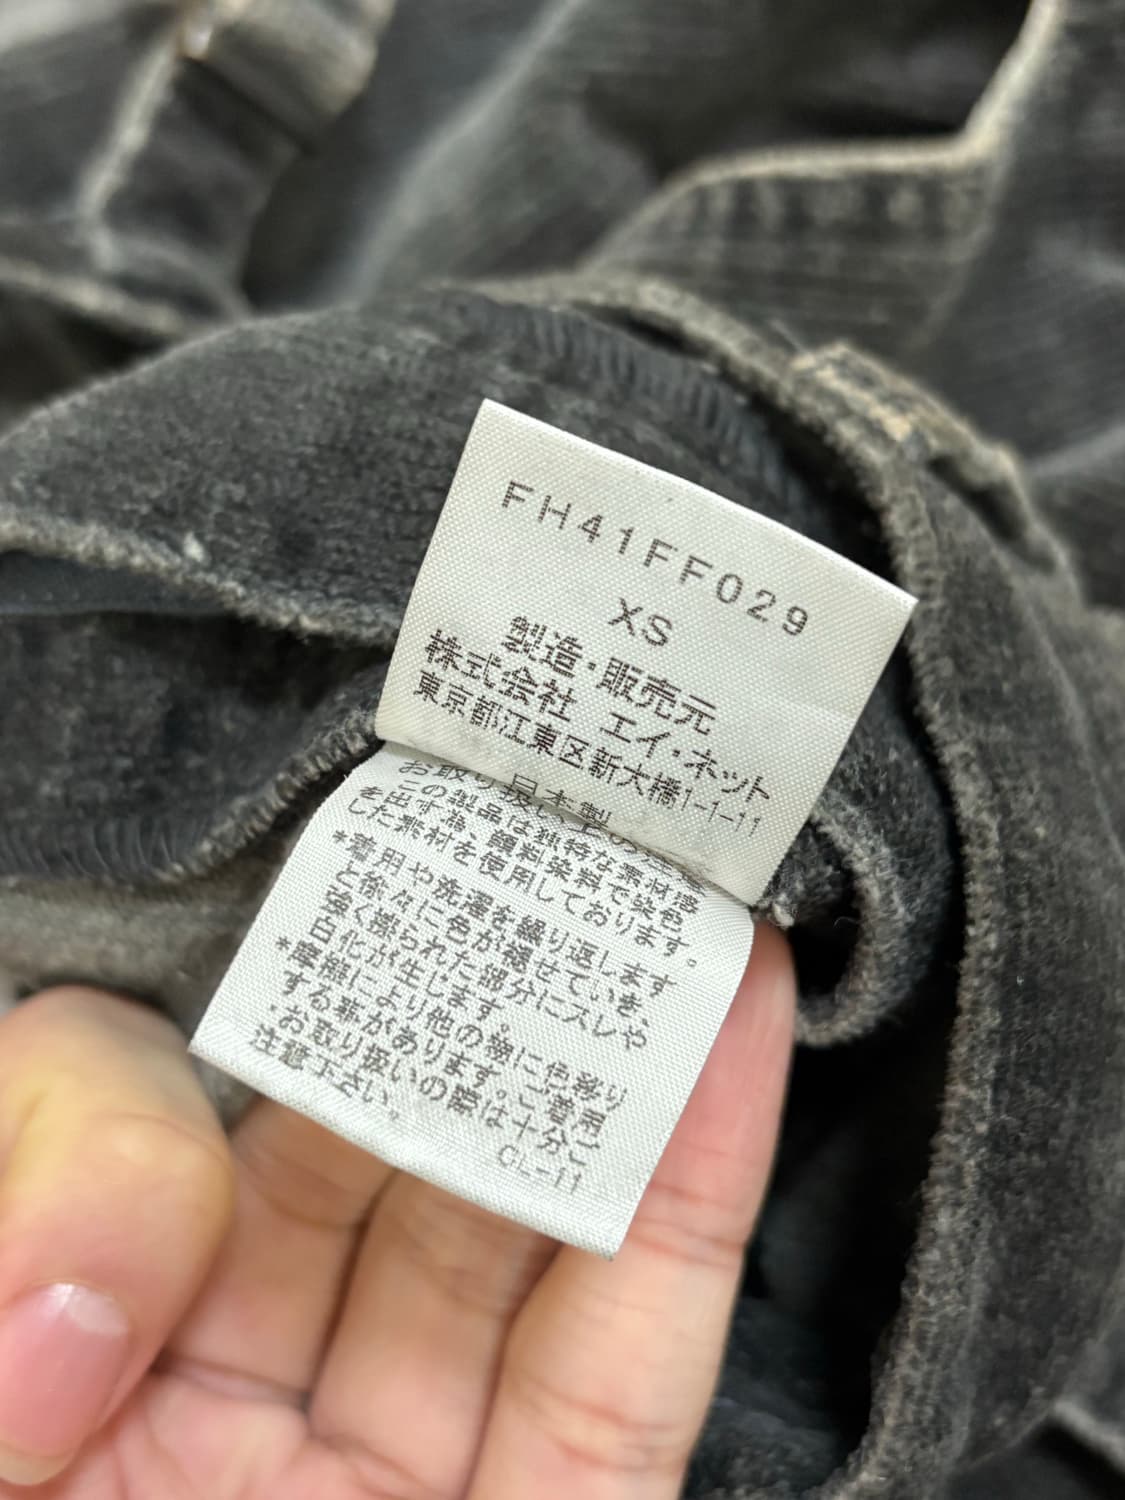 FH41FF029
XS
製造・販売元
株式会社 エイ・ネット
東京都江東区新大橋1-1-11
日本製
お取り扱い
この製品は独特な素材感
を出す為、顔料染料で染色
した素材を使用しております。
*着用や洗濯を繰り返します
と徐々に色が褪せていき、
強く擦られた部分にスレや
白化が生じます。
*摩擦により他の物に色移り
する事があります。ご着用
・お取り扱いの際は十分ご
注意下さい。
CL-11